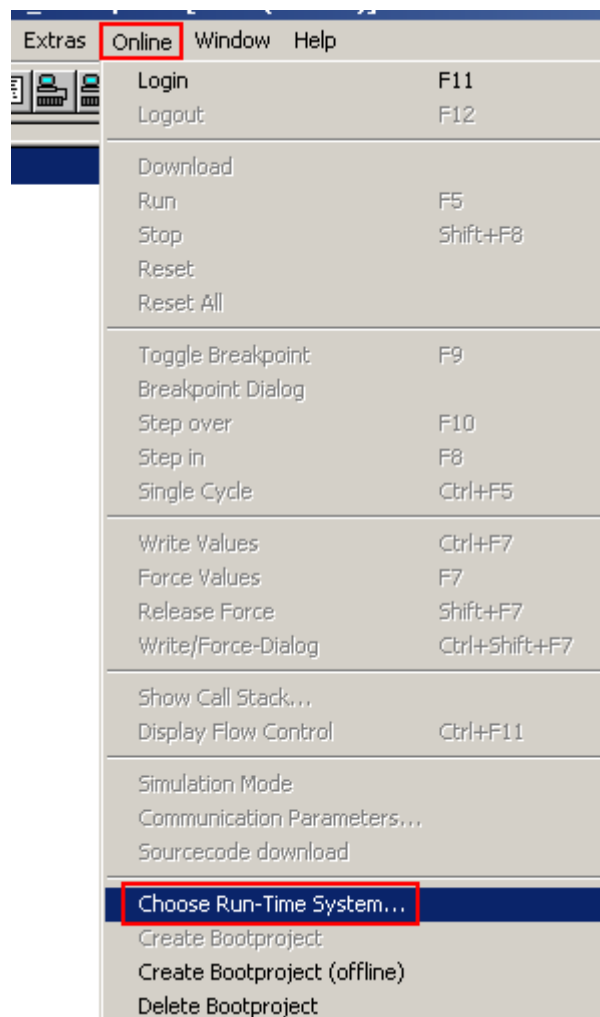 Extras Online Window Help
Login F11
Logout F12
Download
Run F5
Stop Shift+F8
Reset
Reset All
Toggle Breakpoint F9
Breakpoint Dialog
Step over F10
Step in F8
Single Cycle Ctrl+F5
Write Values Ctrl+F7
Force Values F7
Release Force Shift+F7
Write/Force-Dialog Ctrl+Shift+F7
Show Call Stack...
Display Flow Control Ctrl+F11
Simulation Mode
Communication Parameters...
Sourcecode download
Choose Run-Time System...
Create Bootproject
Create Bootproject (offline)
Delete Bootproject